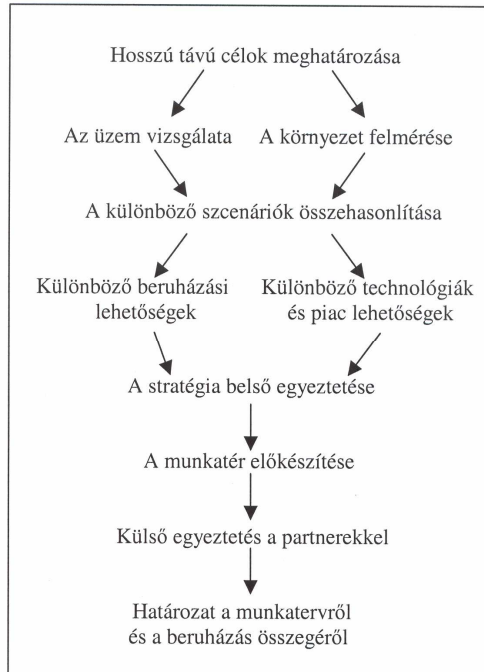 Hosszú távú célok meghatározása
Az üzem vizsgálata
A környezet felmérése
A különböző szcenáriók összehasonlítása
Különböző beruházási
lehetőségek
Különböző technológiák
és piac lehetőségek
A stratégia belső egyeztetése
A munkatér előkészítése
Külső egyeztetés a partnerekkel
Határozat a munkatervről
és a beruházás összegéről